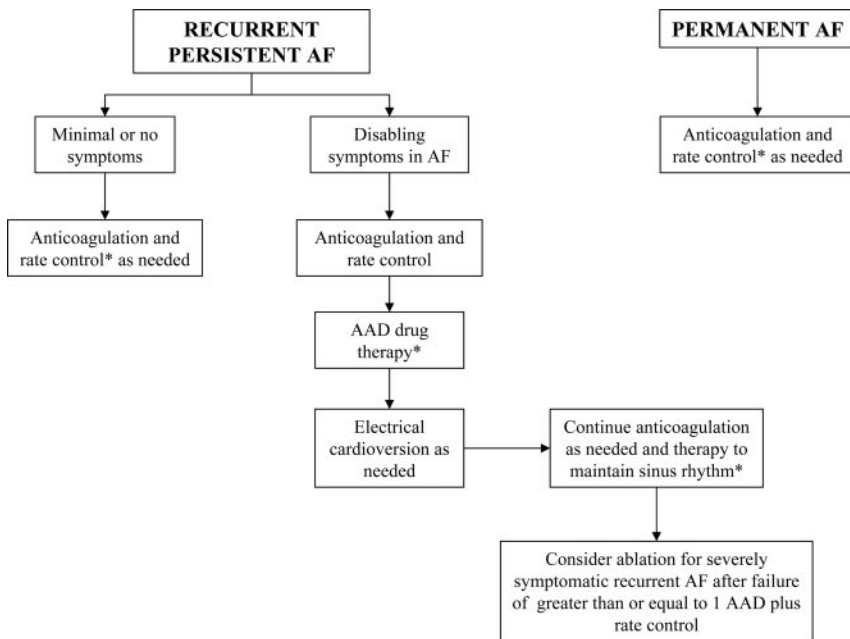 RECURRENT
PERSISTENT AF
PERMANENT AF
Minimal or no
symptoms
Disabling
symptoms in AF
Anticoagulation and
rate control* as needed
Anticoagulation and
rate control* as needed
Anticoagulation and
rate control
AAD drug
therapy*
Electrical
cardioversion as
needed
Continue anticoagulation
as needed and therapy to
maintain sinus rhythm*
Consider ablation for severely
symptomatic recurrent AF after failure
of greater than or equal to 1 AAD plus
rate control